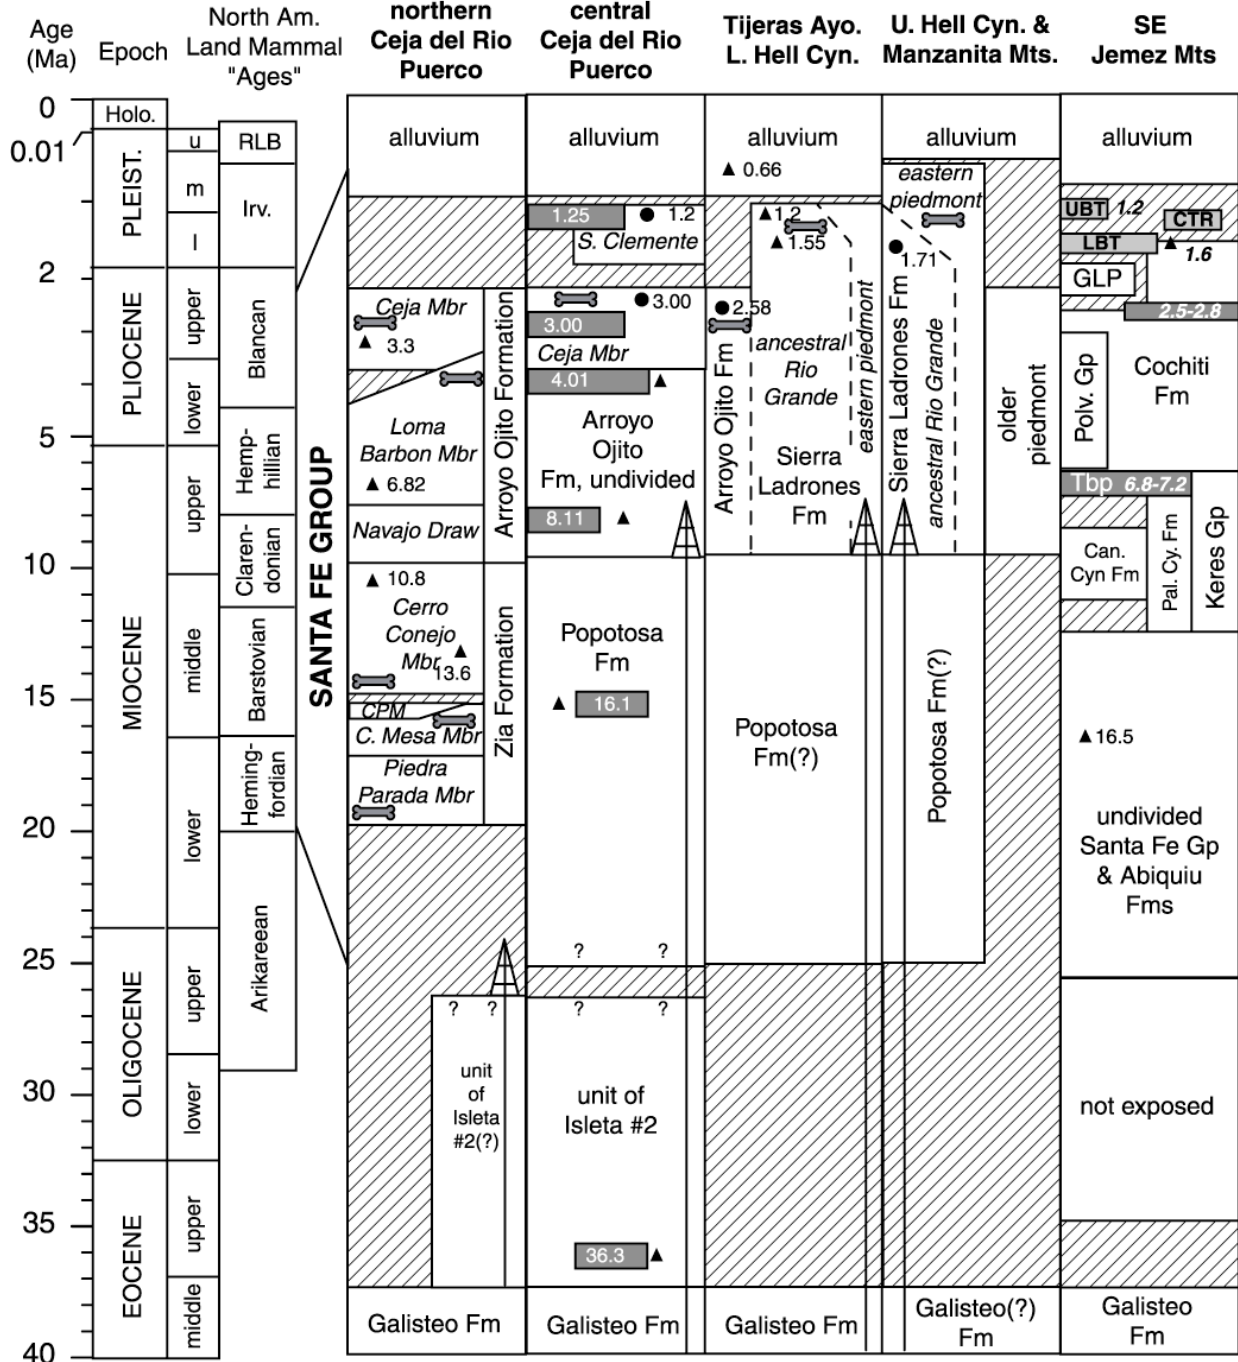 Age
(Ma)
Epoch
North Am.
Land Mammal
"Ages"
northern
Ceja del Rio
Puerco
central
Ceja del Rio
Puerco
Tijeras Ayo.
L. Hell Cyn.
U. Hell Cyn. &
Manzanita Mts.
SE
Jemez Mts
0
0.01
2
5
10
15
20
25
30
35
40
Holo.
PLEIST.
PLIOCENE
MIOCENE
OLIGOCENE
EOCENE
u
m
l
upper
lower
upper
middle
lower
upper
lower
upper
middle
RLB
Irv.
Blancan
Hemp-
hillian
Claren-
donian
Barstovian
Heming-
fordian
Arikareean
SANTA FE GROUP
alluvium
Ceja Mbr
3.3
Loma
Barbon Mbr
6.82
Navajo Draw
Arroyo Ojito Formation
10.8
Cerro
Conejo
Mbr
13.6
CPM
C. Mesa Mbr
Piedra
Parada Mbr
Zia Formation
? ?
unit
of
Isleta
#2(?)
Galisteo Fm
alluvium
1.25
1.2
S. Clemente
3.00
3.00
Ceja Mbr
4.01
Arroyo
Ojito
Fm, undivided
8.11
Popotosa
Fm
16.1
? ?
? ?
unit of
Isleta #2
36.3
Galisteo Fm
alluvium
0.66
1.2
1.55
2.58
Arroyo Ojito Fm
ancestral
Rio
Grande
eastern piedmont
Sierra
Ladrones
Fm
Popotosa
Fm(?)
Galisteo Fm
alluvium
eastern
piedmont
1.71
Sierra Ladrones Fm
ancestral Rio Grande
older
piedmont
Popotosa Fm(?)
Galisteo(?)
Fm
alluvium
UBT
1.2
CTR
LBT
1.6
GLP
2.5-2.8
Polv. Gp
Cochiti
Fm
Tbp 6.8-7.2
Can.
Cyn Fm
Pal. Cy. Fm
Keres Gp
16.5
undivided
Santa Fe Gp
& Abiquiu
Fms
not exposed
Galisteo
Fm